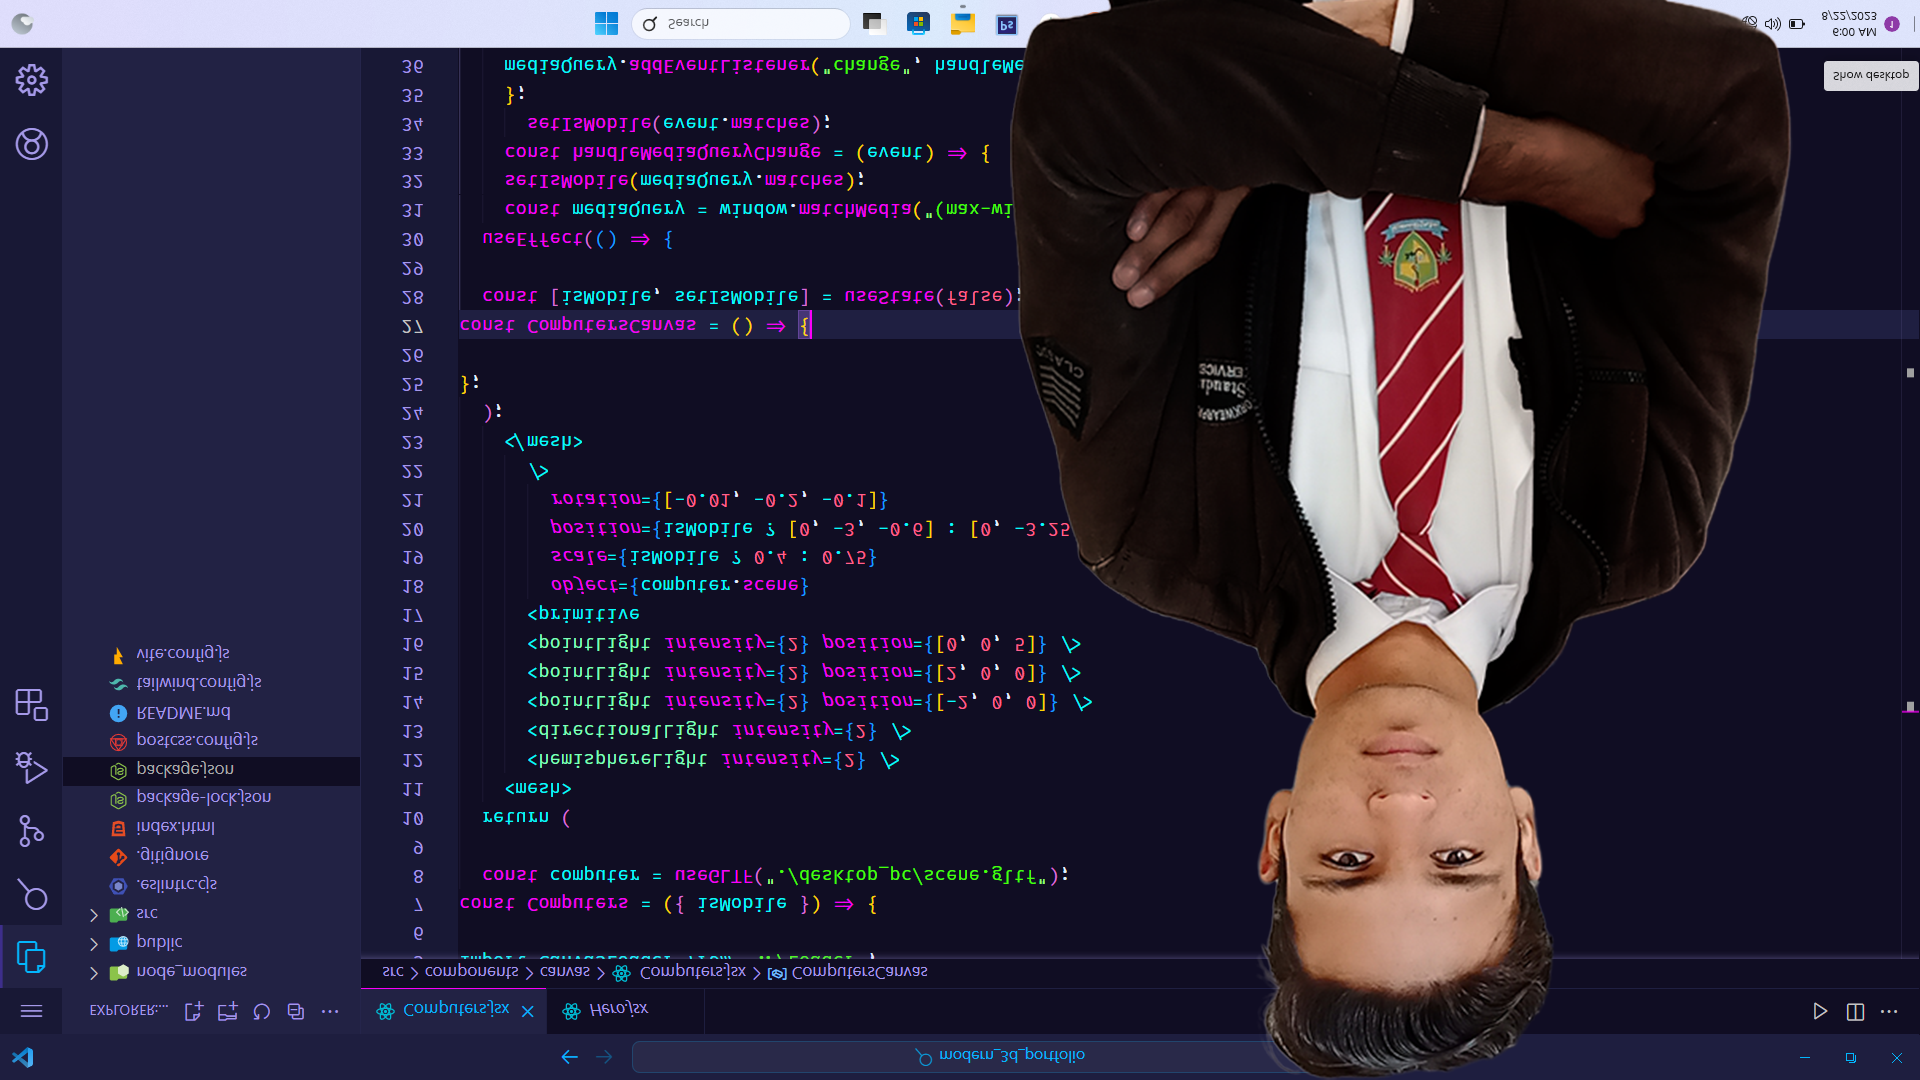 modern_3d_portfolio
EXPLORER:...
Computers.jsx
Hero.jsx
src > components > canvas > Computers.jsx > ComputersCanvas
node_modules
public
src
.eslintrc.cjs
.gitignore
index.html
package-lock.json
package.json
postcss.config.js
README.md
tailwind.config.js
vite.config.js
6
7 const Computers = ({ isMobile }) => {
8 const computer = useGLTF("./desktop_pc/scene.gltf");
9
10 return (
11 <mesh>
12 <hemisphereLight intensity={2} />
13 <directionalLight intensity={2} />
14 <pointLight intensity={2} position={[-2, 0, 0]} />
15 <pointLight intensity={2} position={[2, 0, 0]} />
16 <pointLight intensity={2} position={[0, 0, 5]} />
17 <primitive
18 object={computer.scene}
19 scale={isMobile ? 0.4 : 0.75}
20 position={isMobile ? [0, -3, -0.6] : [0, -3.25
21 rotation={[-0.01, -0.2, -0.1]}
22 />
23 </mesh>
24 );
25 };
26
27 const ComputersCanvas = () => {
28 const [isMobile, setIsMobile] = useState(false);
29
30 useEffect(() => {
31 const mediaQuery = window.matchMedia("(max-wi
32 setIsMobile(mediaQuery.matches);
33 const handleMediaQueryChange = (event) => {
34 setIsMobile(event.matches);
35 };
36 mediaQuery.addEventListener("change", handleMe
Show desktop
Search
Ps
6:00 AM
8/22/2023
1